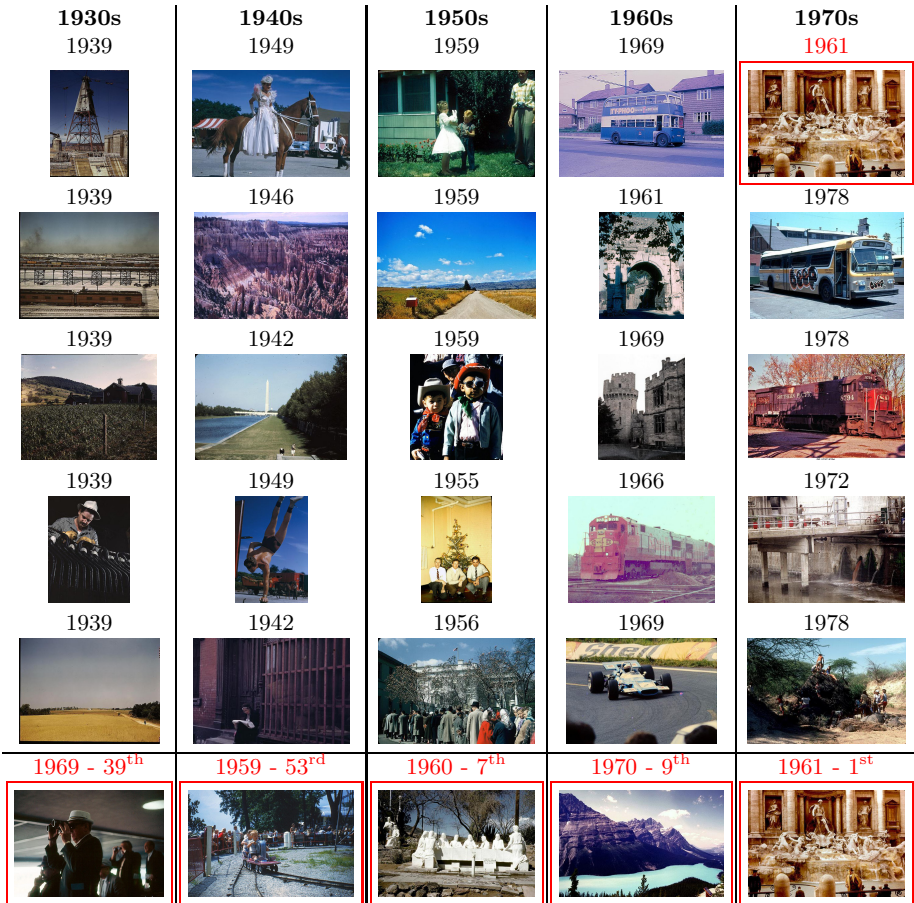 1930s 1940s 1950s 1960s 1970s
1939 1949 1959 1969 1961
TYPHOO
1939 1946 1959 1961 1978
1939 1942 1959 1969 1978
1939 1949 1955 1966 1972
1939 1942 1956 1969 1978
Shell
1969 - 39th 1959 - 53rd 1960 - 7th 1970 - 9th 1961 - 1st